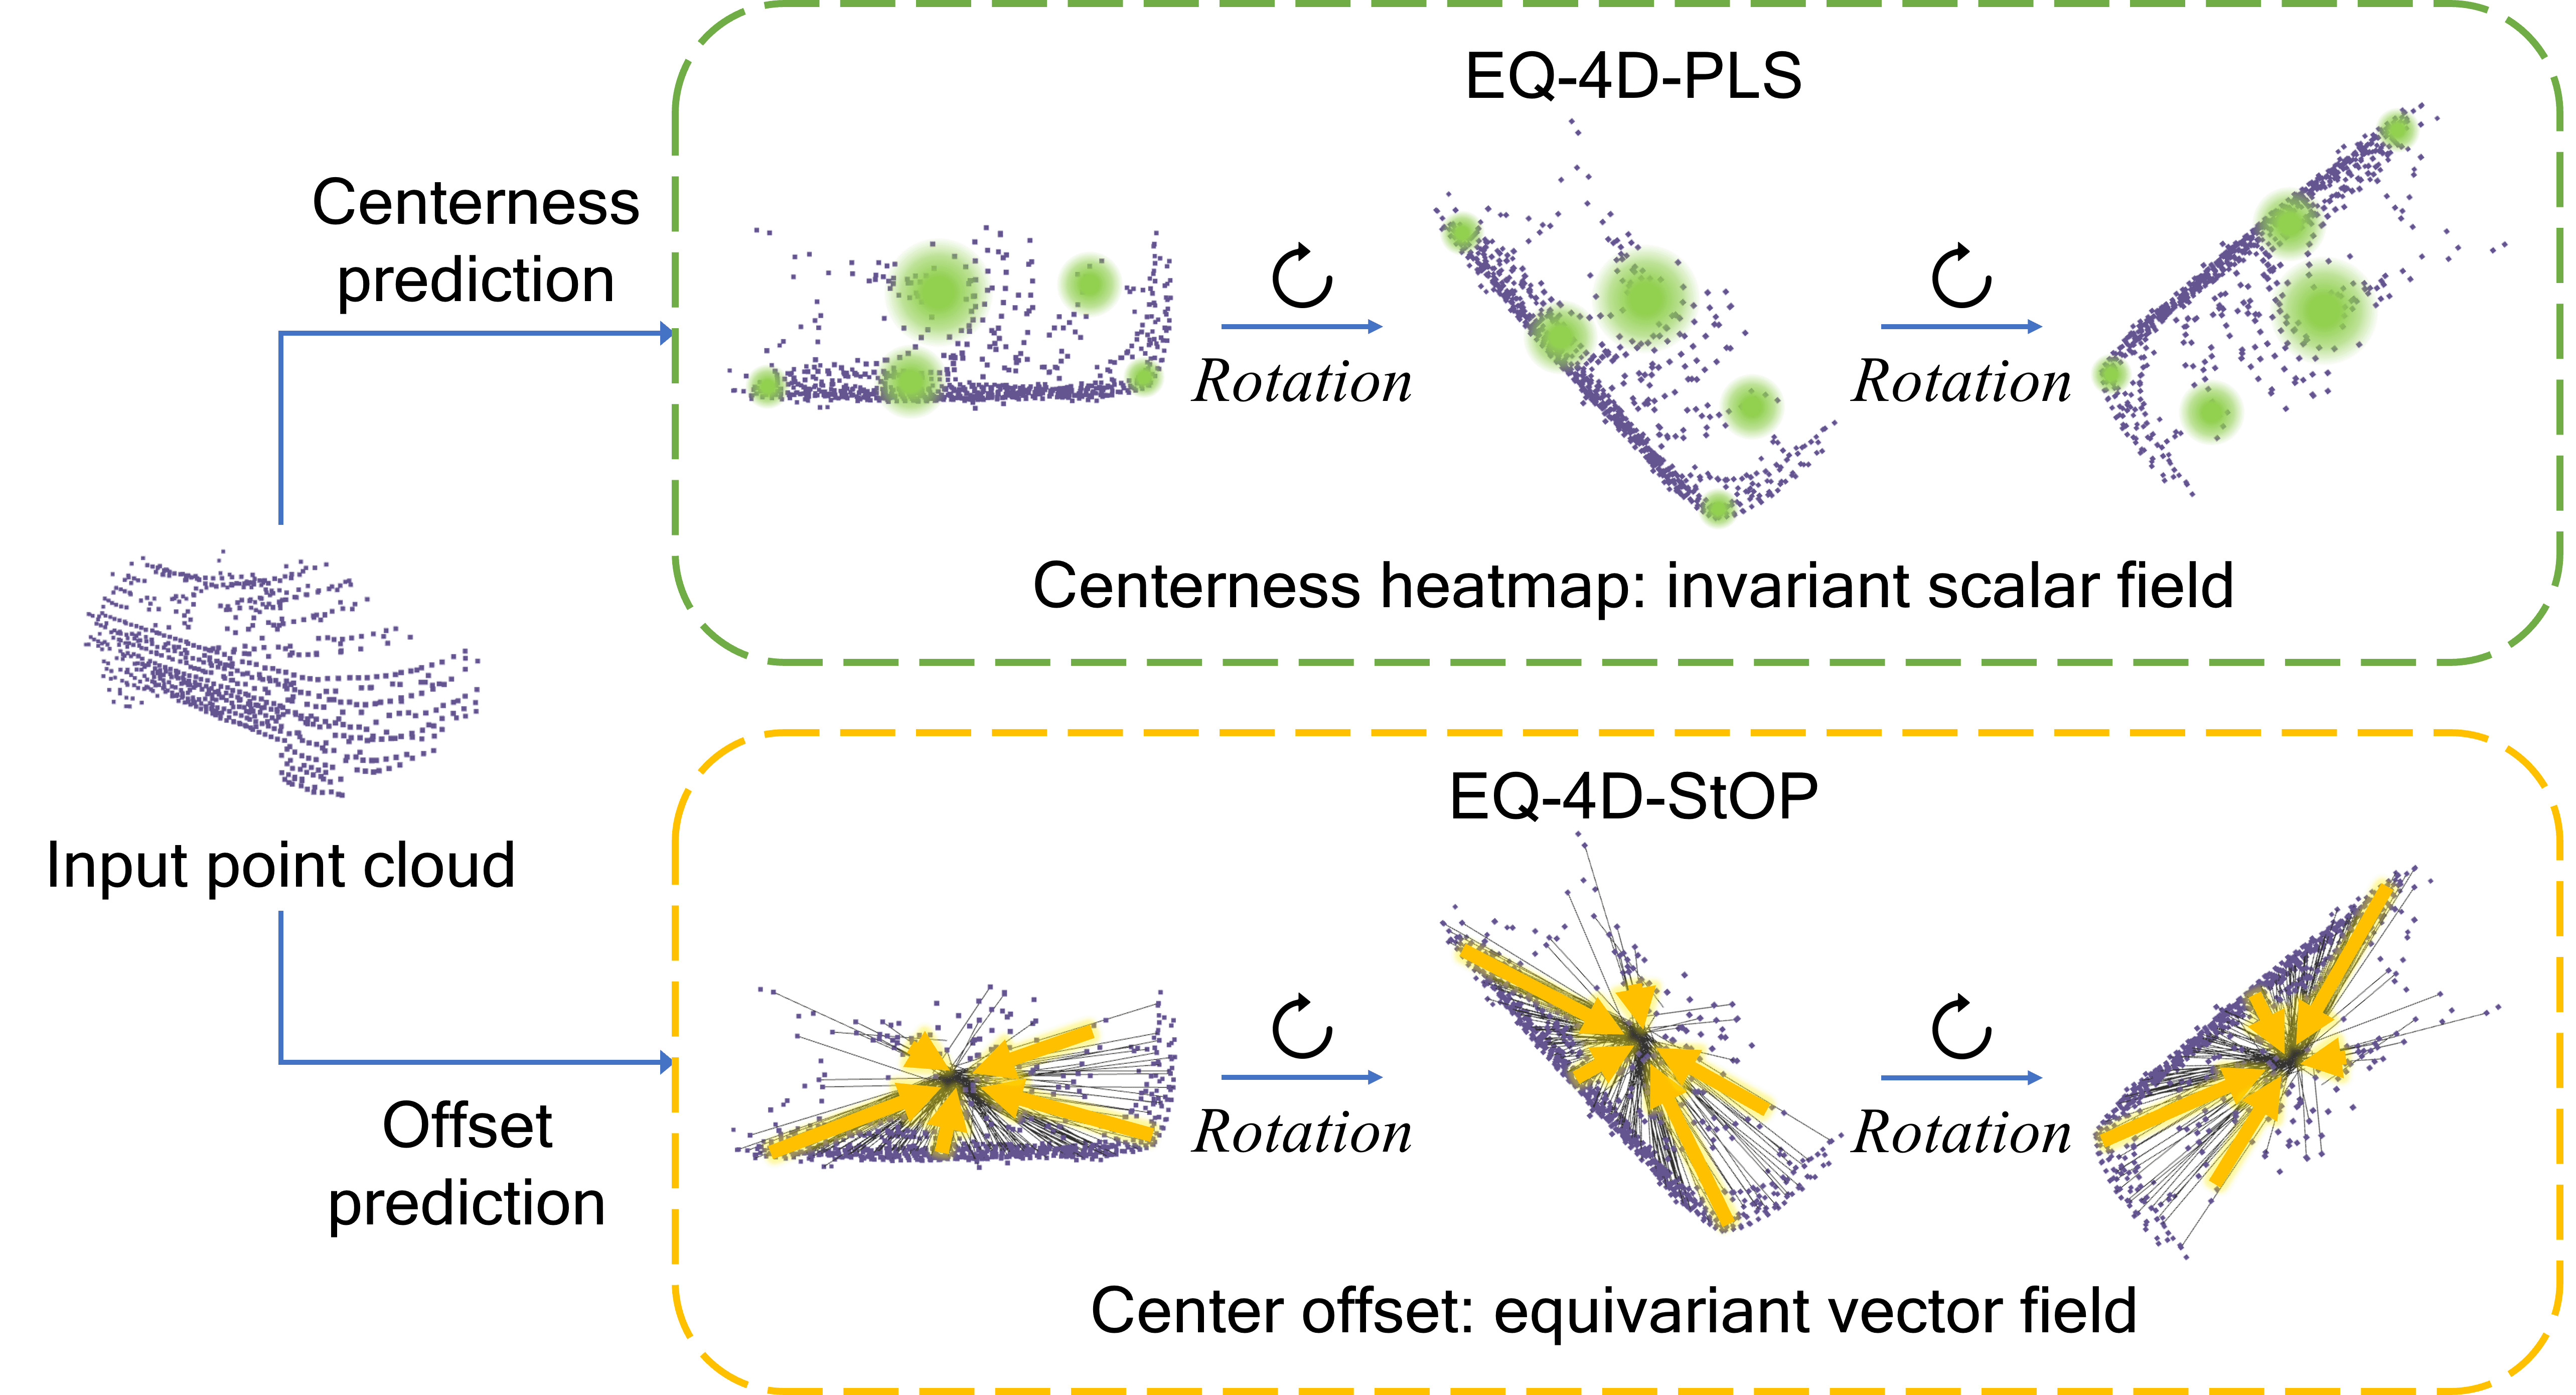 EQ-4D-PLS
Centerness
prediction
Rotation
Rotation
Centerness heatmap: invariant scalar field
Input point cloud
EQ-4D-StOP
Offset
prediction
Rotation
Rotation
Center offset: equivariant vector field